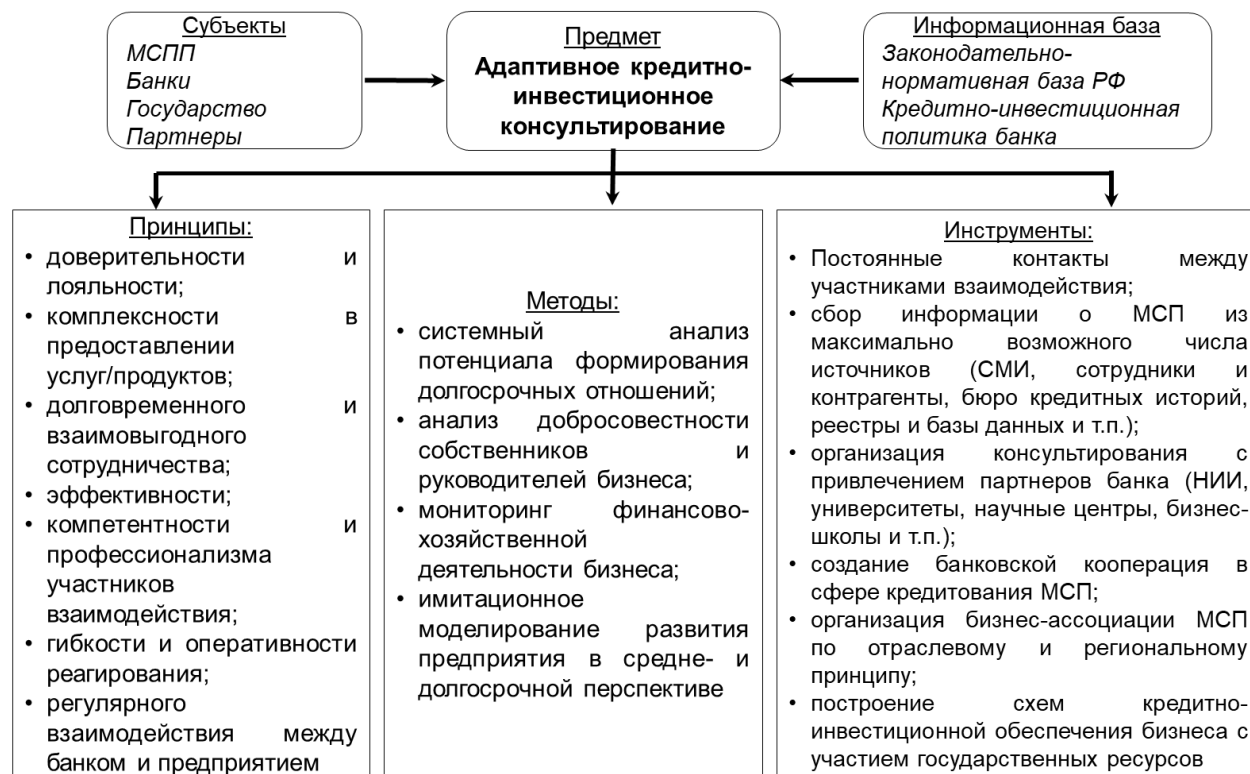 Субъекты
МСПП
Банки
Государство
Партнеры
Предмет
Адаптивное кредитно-
инвестиционное
консультирование
Информационная база
Законодательно-
нормативная база РФ
Кредитно-инвестиционная
политика банка
Принципы:
• доверительности и
лояльности;
• комплексности в
предоставлении
услуг/продуктов;
• долговременного и
взаимовыгодного
сотрудничества;
• эффективности;
• компетентности и
профессионализма
участников
взаимодействия;
• гибкости и оперативности
реагирования;
• регулярного
взаимодействия между
банком и предприятием
Методы:
• системный анализ
потенциала формирования
долгосрочных отношений;
• анализ добросовестности
собственников и
руководителей бизнеса;
• мониторинг финансово-
хозяйственной
деятельности бизнеса;
• имитационное
моделирование развития
предприятия в средне- и
долгосрочной перспективе
Инструменты:
• Постоянные контакты между
участниками взаимодействия;
• сбор информации о МСП из
максимально возможного числа
источников (СМИ, сотрудники и
контрагенты, бюро кредитных историй,
реестры и базы данных и т.п.);
• организация консультирования с
привлечением партнеров банка (НИИ,
университеты, научные центры, бизнес-
школы и т.п.);
• создание банковской кооперация в
сфере кредитования МСП;
• организация бизнес-ассоциации МСП
по отраслевому и региональному
принципу;
• построение схем кредитно-
инвестиционной обеспечения бизнеса с
участием государственных ресурсов